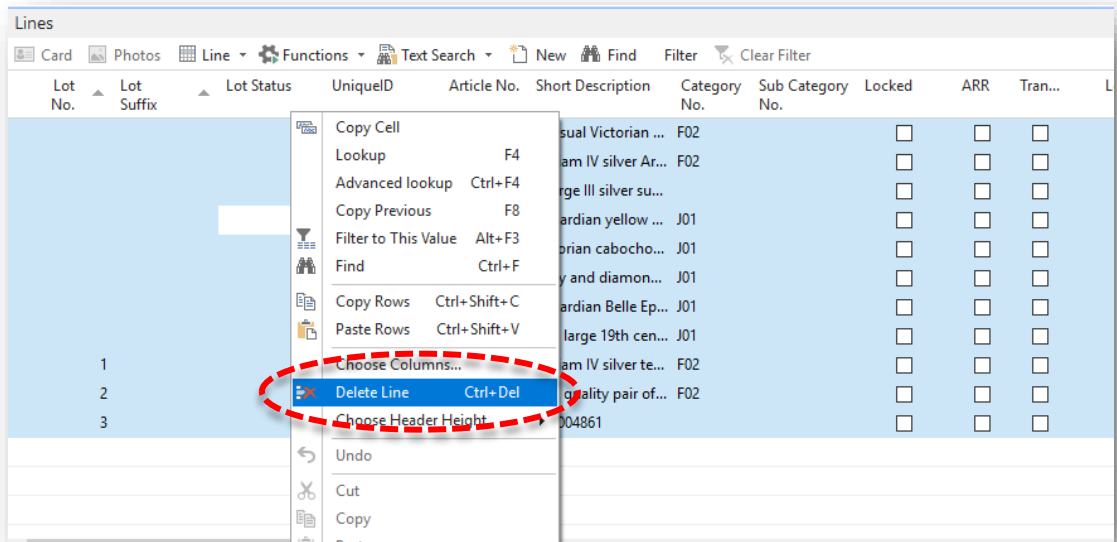 Lines
Card Photos Line Functions Text Search New Find Filter Clear Filter
Lot No. Lot Suffix Lot Status UniqueID Article No. Short Description Category No. Sub Category No. Locked ARR Tran... L
sual Victorian ... F02
am IV silver Ar... F02
rge III silver su...
ardian yellow ... J01
orian cabocho... J01
y and diamon... J01
ardian Belle Ep... J01
large 19th cen... J01
1 am IV silver te... F02
2 quality pair of... F02
3 004861
Copy Cell
Lookup F4
Advanced lookup Ctrl+F4
Copy Previous F8
Filter to This Value Alt+F3
Find Ctrl+F
Copy Rows Ctrl+Shift+C
Paste Rows Ctrl+Shift+V
Choose Columns...
Delete Line Ctrl+Del
Choose Header Height
Undo
Cut
Copy